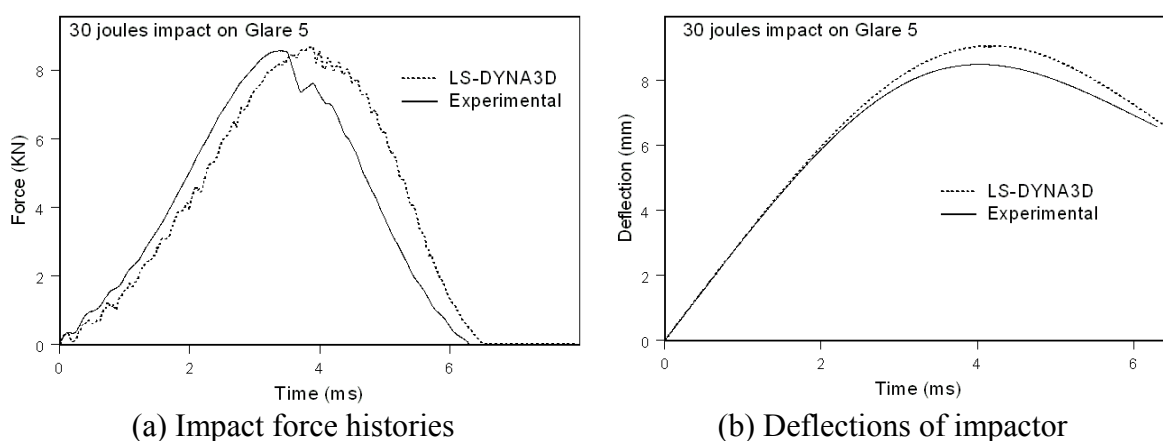 30 joules impact on Glare 5
LS-DYNA3D
Experimental
Force (KN)
8
6
4
2
0
0
2
4
6
Time (ms)
(a) Impact force histories
30 joules impact on Glare 5
LS-DYNA3D
Experimental
Deflection (mm)
8
6
4
2
0
0
2
4
6
Time (ms)
(b) Deflections of impactor